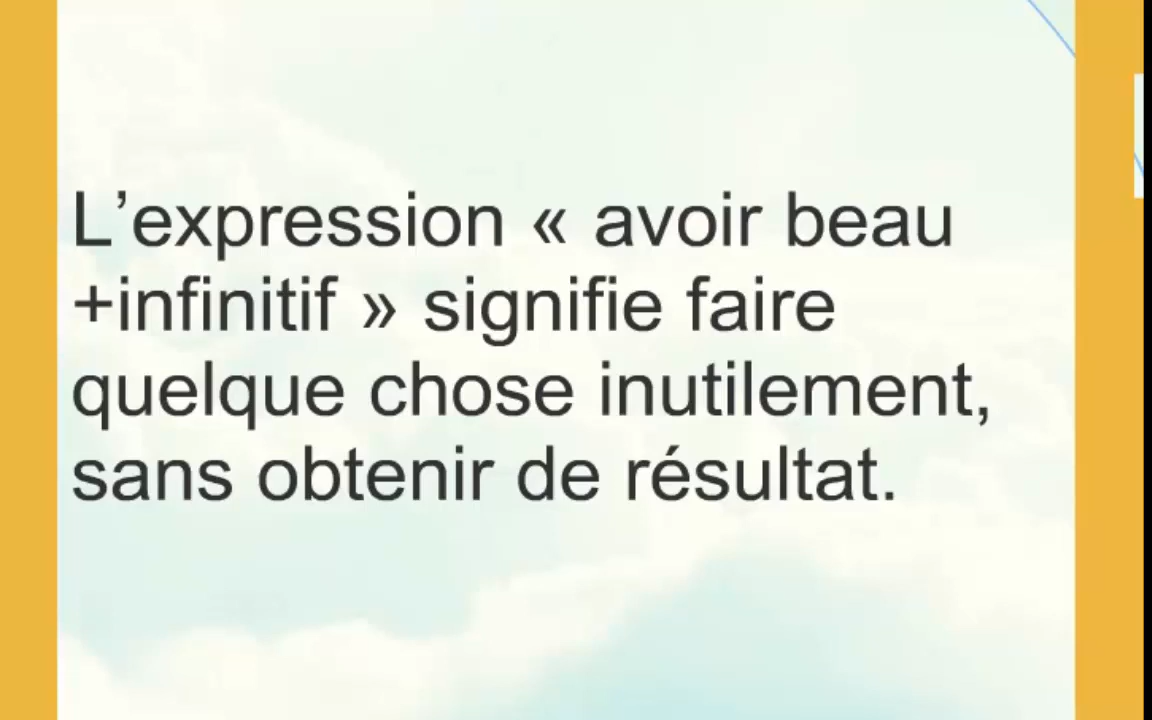 L’expression « avoir beau
+infinitif » signifie faire
quelque chose inutilement,
sans obtenir de résultat.